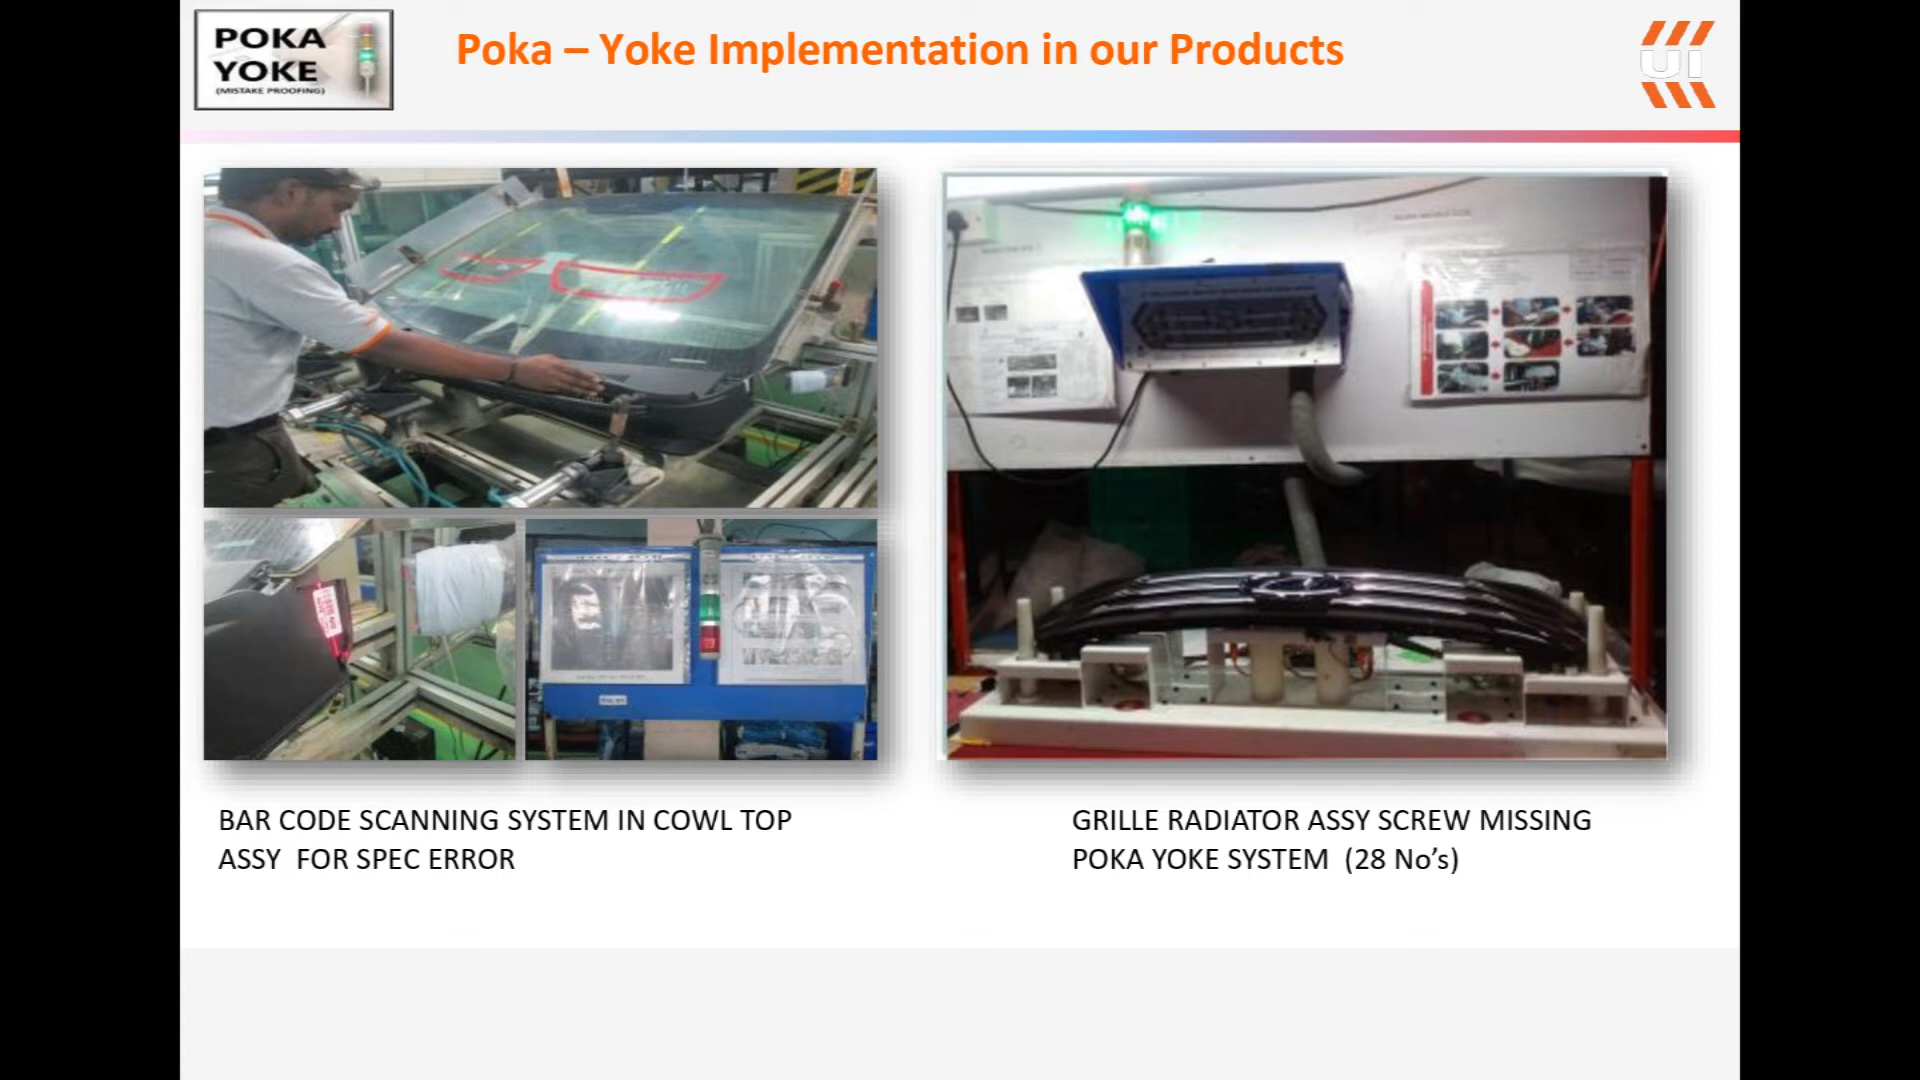 POKA
YOKE
(MISTAKE PROOFING)
Poka – Yoke Implementation in our Products
UI
BAR CODE SCANNING SYSTEM IN COWL TOP
ASSY  FOR SPEC ERROR
GRILLE RADIATOR ASSY SCREW MISSING
POKA YOKE SYSTEM  (28 No’s)